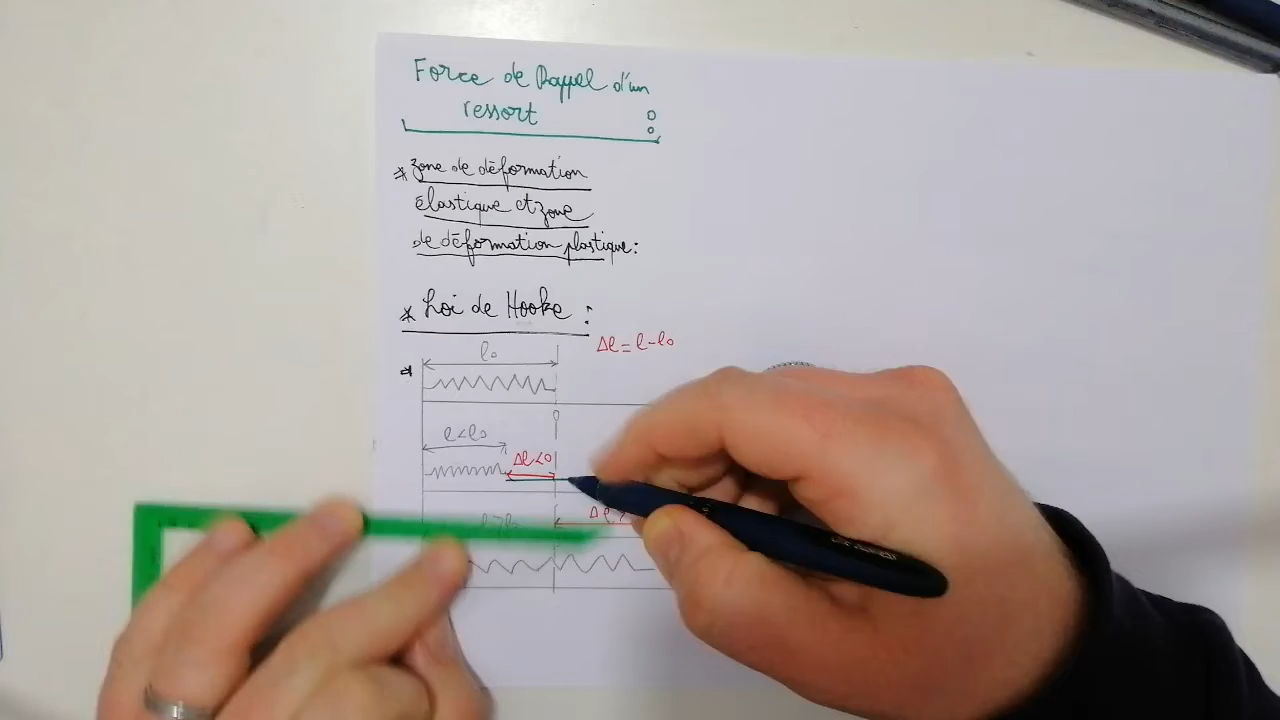 Force de Rappel d'un
ressort :
* zone de déformation
élastique et zone
de déformation plastique:
* Loi de Hooke :
l₀
Δl = l - l₀
l < l₀
Δl < 0
Δl >